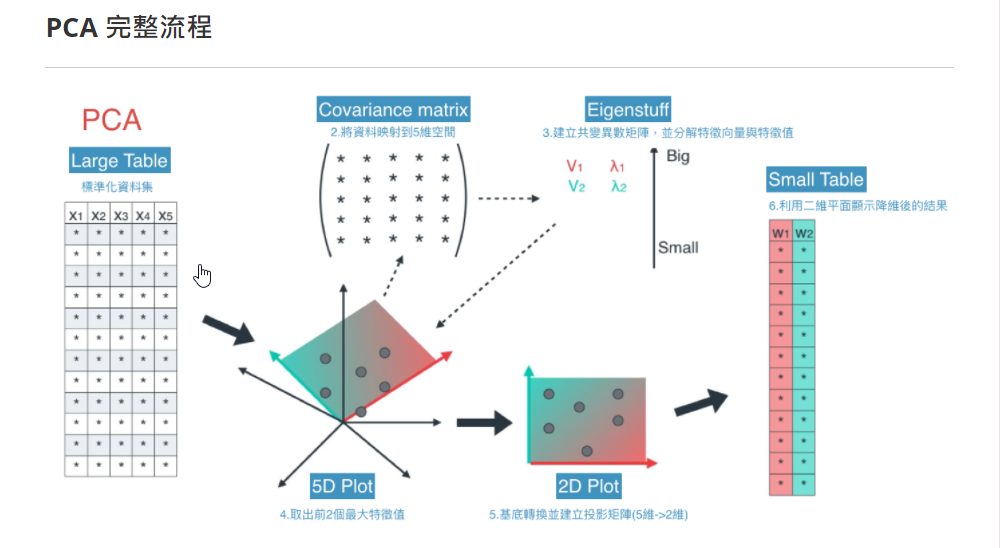 PCA 完整流程
PCA
Large Table
標準化資料集
X1 X2 X3 X4 X5
* * * * *
* * * * *
* * * * *
* * * * *
* * * * *
* * * * *
* * * * *
* * * * *
* * * * *
* * * * *
* * * * *
* * * * *
Covariance matrix
2.將資料映射到5維空間
* * * * *
* * * * *
* * * * *
* * * * *
* * * * *
Eigenstuff
3.建立共變異數矩陣,並分解特徵向量與特徵值
V1 λ1
V2 λ2
Big
Small
5D Plot
4.取出前2個最大特徵值
2D Plot
5.基底轉換並建立投影矩陣(5維->2維)
Small Table
6.利用二維平面顯示降維後的結果
W1 W2
* *
* *
* *
* *
* *
* *
* *
* *
* *
* *
* *
* *